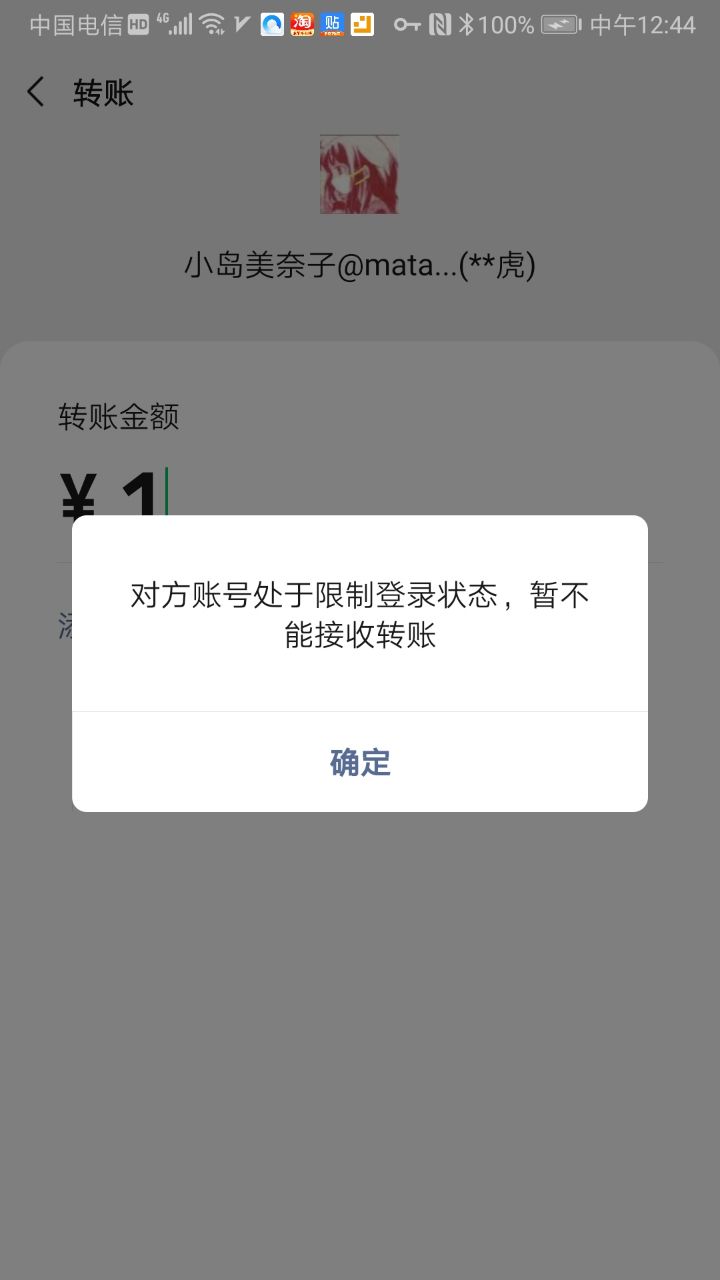 中国电信 HD 4G 淘 贴 100% 中午12:44
转账
小岛美奈子@mata...(**虎)
转账金额
¥ 1
对方账号处于限制登录状态，暂不
能接收转账
确定